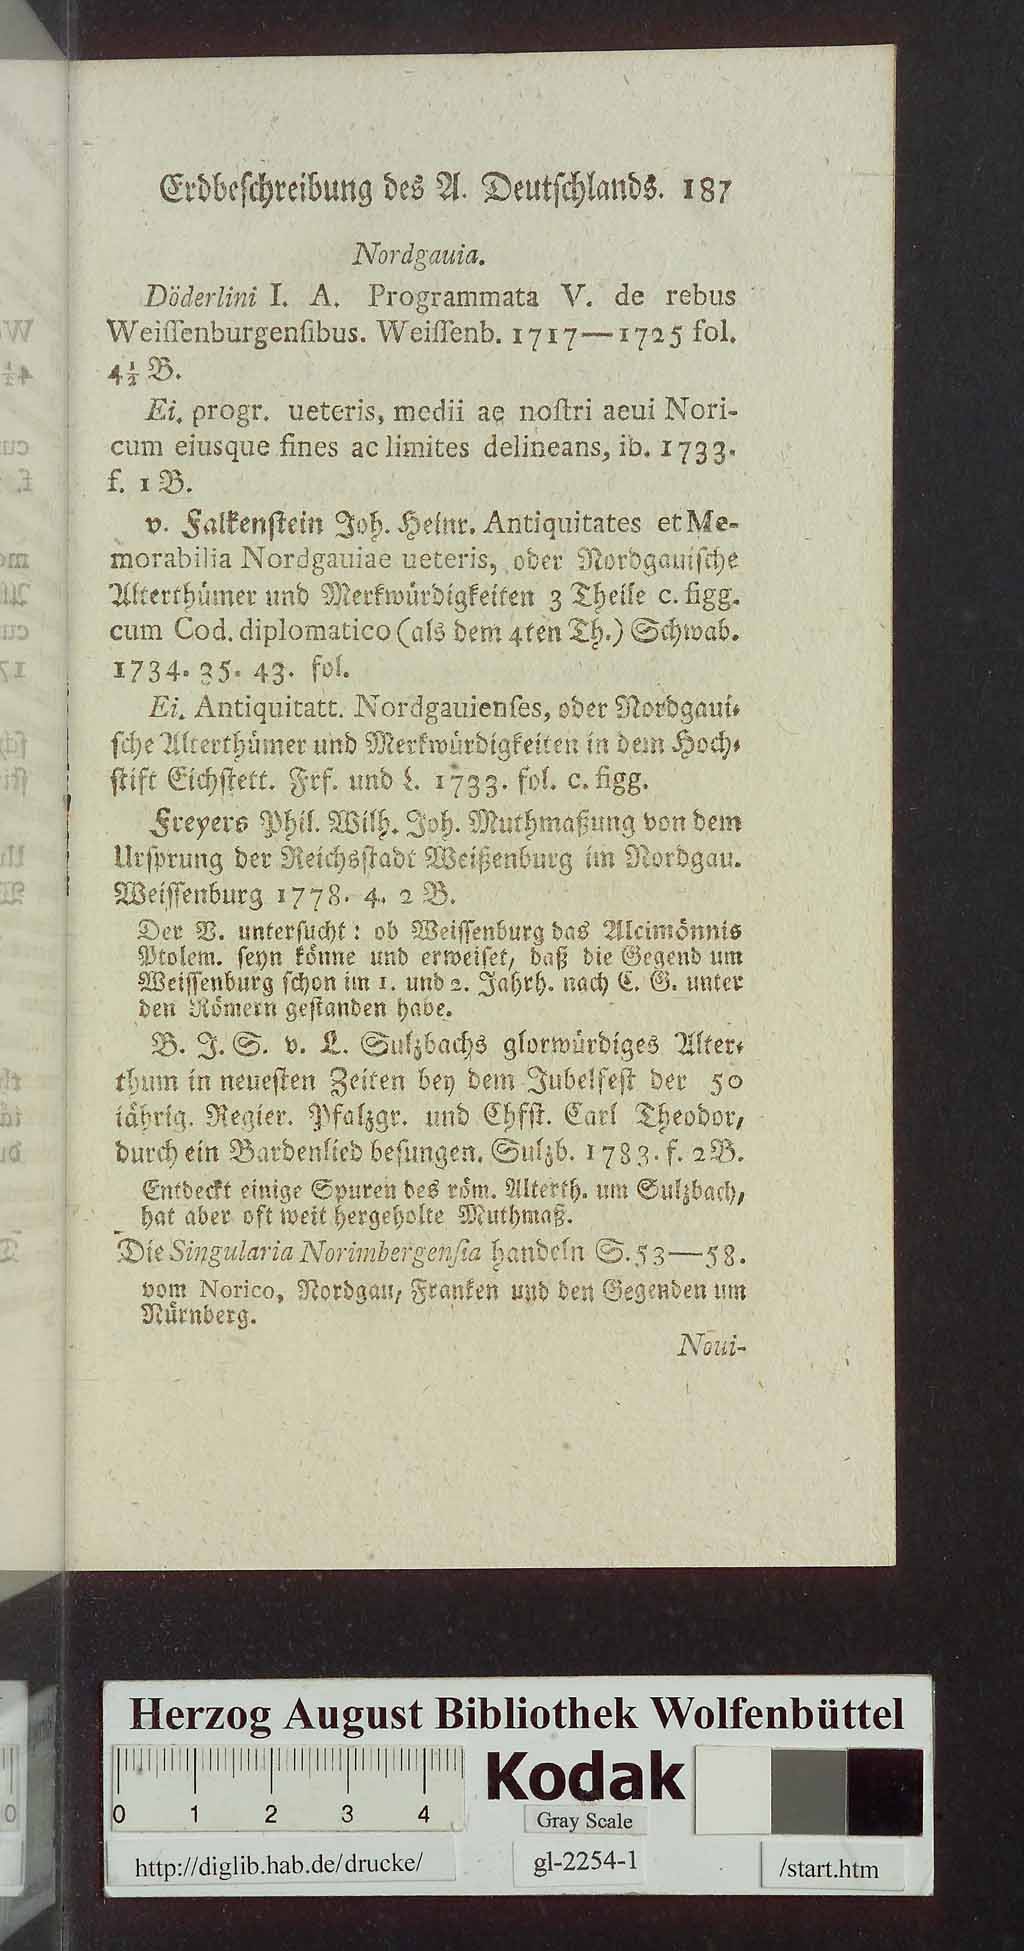 Erdbeschreibung des A. Deutschlands. 187
Nordgauia.
Döderlini I. A. Programmata V. de rebus
Weiſſenburgenſibus. Weiſſenb. 1717—1725 fol.
4½ B.
Ei. progr. ueteris, medii ac noſtri aeui Nori-
cum eiusque fines ac limites delineans, ib. 1733.
f. 1 B.
v. Falkenstein Joh. Heinr. Antiquitates et Me-
morabilia Nordgauiae ueteris, oder Nordgauische
Alterthümer und Merkwürdigkeiten 3 Theile c. figg.
cum Cod. diplomatico (als dem 4ten Th.) Schwab.
1734. 35. 43. fol.
Ei. Antiquitatt. Nordgauienſes, oder Nordgaui-
sche Alterthümer und Merkwürdigkeiten in dem Hoch-
stift Eichstett. Frf. und L. 1733. fol. c. figg.
Freyers Phil. Wilh. Joh. Muthmaßung von dem
Ursprung der Reichsstadt Weißenburg im Nordgau.
Weissenburg 1778. 4. 2 B.
Der V. untersucht: ob Weissenburg das Alcimönnis
Ptolem. seyn könne und erweiset, daß die Gegend um
Weissenburg schon im 1. und 2. Jahrh. nach C. G. unter
den Römern gestanden habe.
B. J. S. v. L. Sulzbachs glorwürdiges Alter-
thum in neuesten Zeiten bey dem Jubelfest der 50
iährig. Regier. Pfalzgr. und Chfst. Carl Theodor,
durch ein Bardenlied besungen. Sulzb. 1783. f. 2 B.
Entdeckt einige Spuren des röm. Alterth. um Sulzbach,
hat aber oft weit hergeholte Muthmaß.
Die Singularia Norimbergenſia handeln S. 53—58.
vom Norico, Nordgau, Franken und den Gegenden um
Nürnberg.
Noui-
Herzog August Bibliothek Wolfenbüttel
Kodak
0 1 2 3 4
Gray Scale
http://diglib.hab.de/drucke/
gl-2254-1
/start.htm